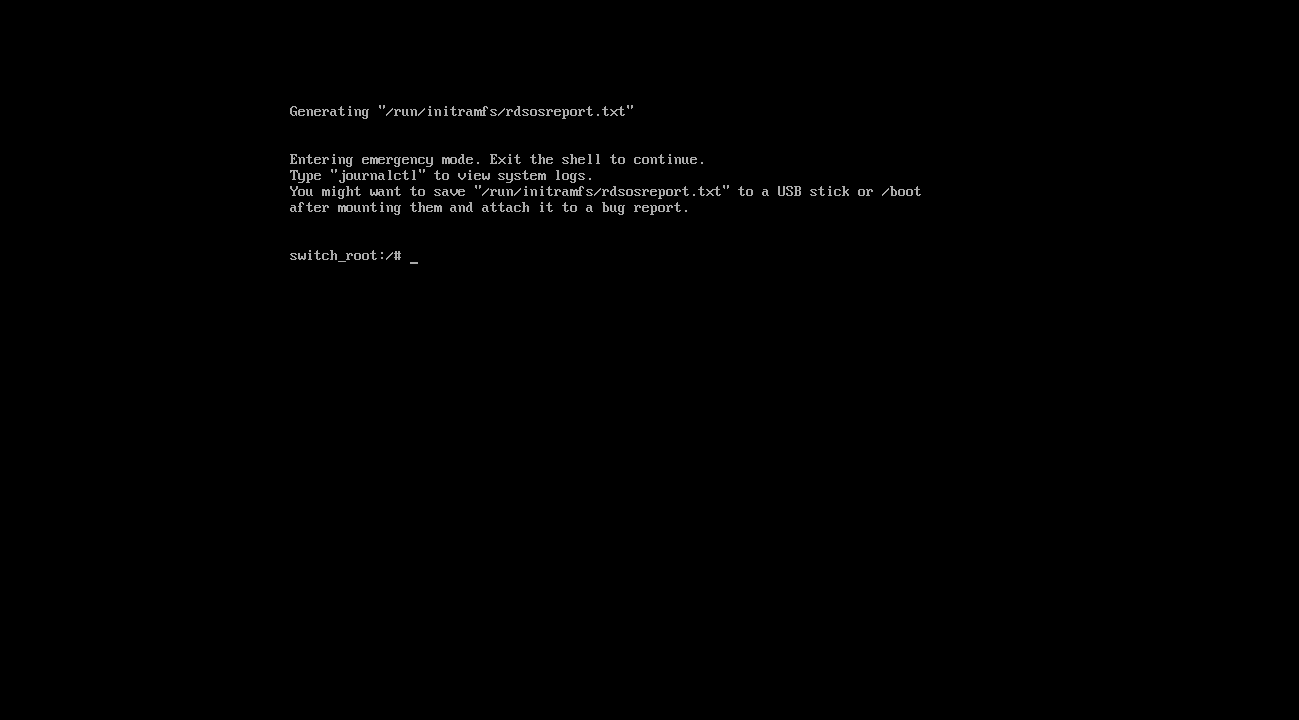 Generating "/run/initramfs/rdsosreport.txt"
Entering emergency mode. Exit the shell to continue.
Type "journalctl" to view system logs.
You might want to save "/run/initramfs/rdsosreport.txt" to a USB stick or /boot
after mounting them and attach it to a bug report.
switch_root:/# _